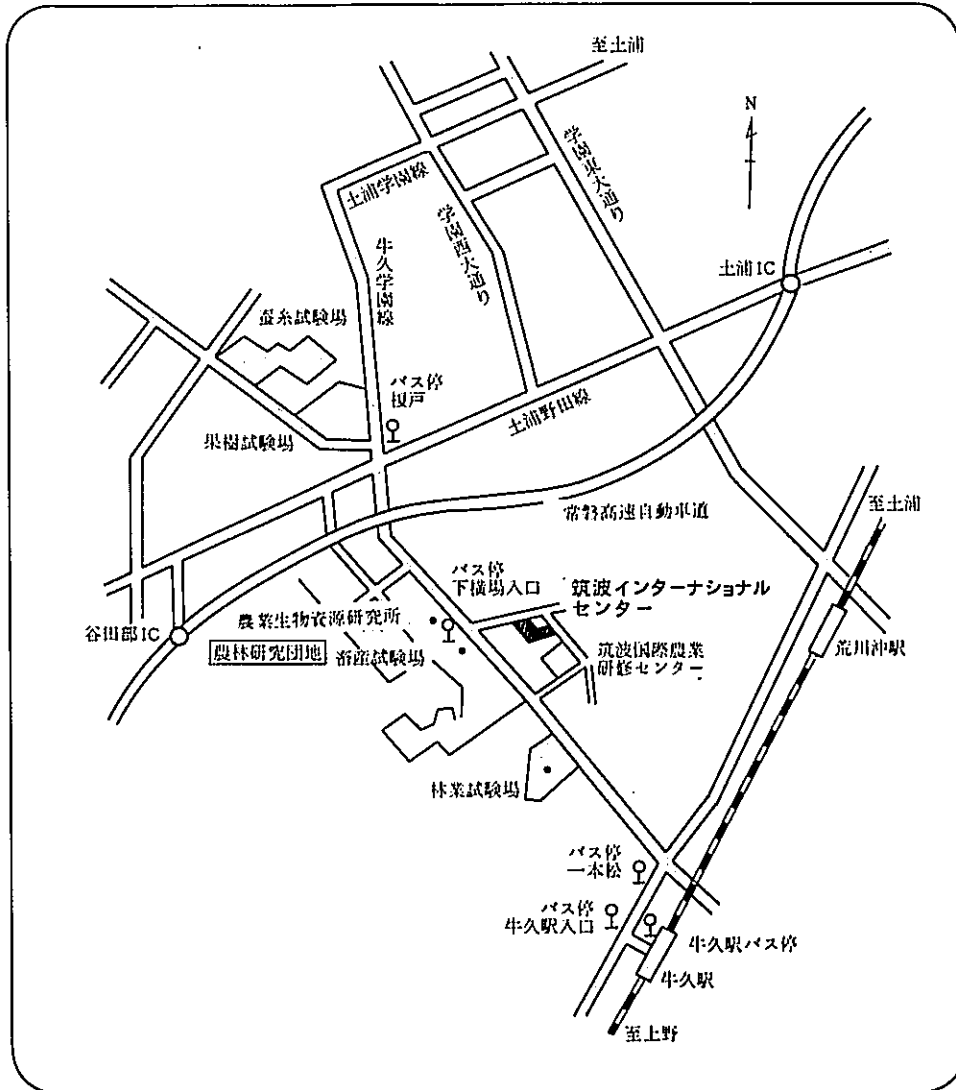 至土浦
N
学園東大通り
土浦学園線
学園西大通り
牛久学園線
土浦IC
蚕糸試験場
バス停
榎戸
土浦野田線
果樹試験場
常磐高速自動車道
至土浦
バス停
下横場入口
筑波インターナショナル
センター
農業生物資源研究所
谷田部IC
農林研究団地
畜産試験場
筑波国際農業
研修センター
荒川沖駅
林業試験場
バス停
一本松
バス停
牛久駅入口
牛久駅バス停
牛久駅
至上野